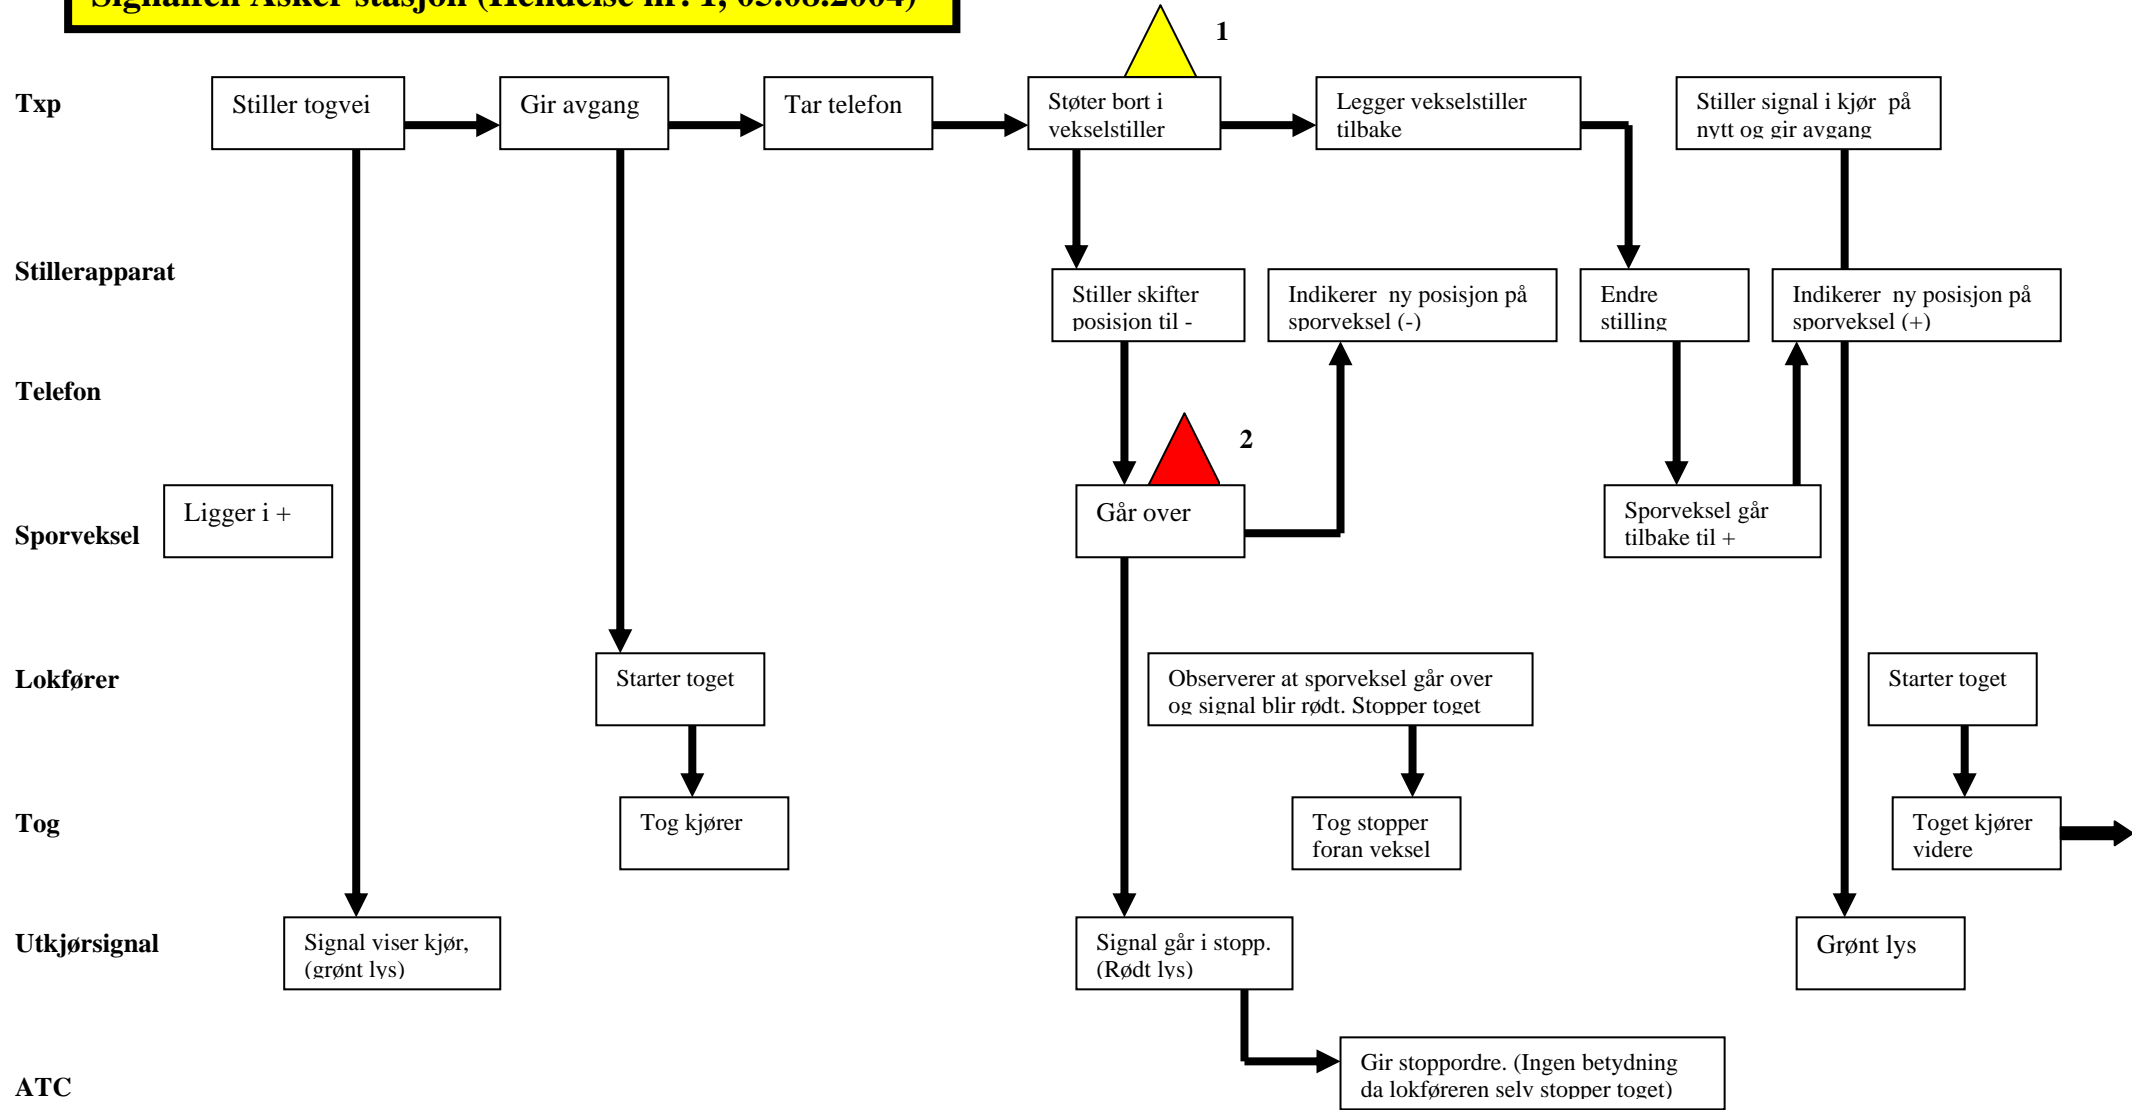 Signalfeil Asker stasjon (Hendelse nr. 1, 05.08.2004)
1
Txp
Stiller togvei
Gir avgang
Tar telefon
Støter bort i
vekselstiller
Legger vekselstiller
tilbake
Stiller signal i kjør på
nytt og gir avgang
Stillerapparat
Stiller skifter
posisjon til -
Indikerer ny posisjon på
sporveksel (-)
Endre
stilling
Indikerer ny posisjon på
sporveksel (+)
Telefon
2
Sporveksel
Ligger i +
Går over
Sporveksel går
tilbake til +
Lokfører
Starter toget
Observerer at sporveksel går over
og signal blir rødt. Stopper toget
Starter toget
Tog
Tog kjører
Tog stopper
foran veksel
Toget kjører
videre
Utkjørsignal
Signal viser kjør,
(grønt lys)
Signal går i stopp.
(Rødt lys)
Grønt lys
ATC
Gir stoppordre. (Ingen betydning
da lokføreren selv stopper toget)